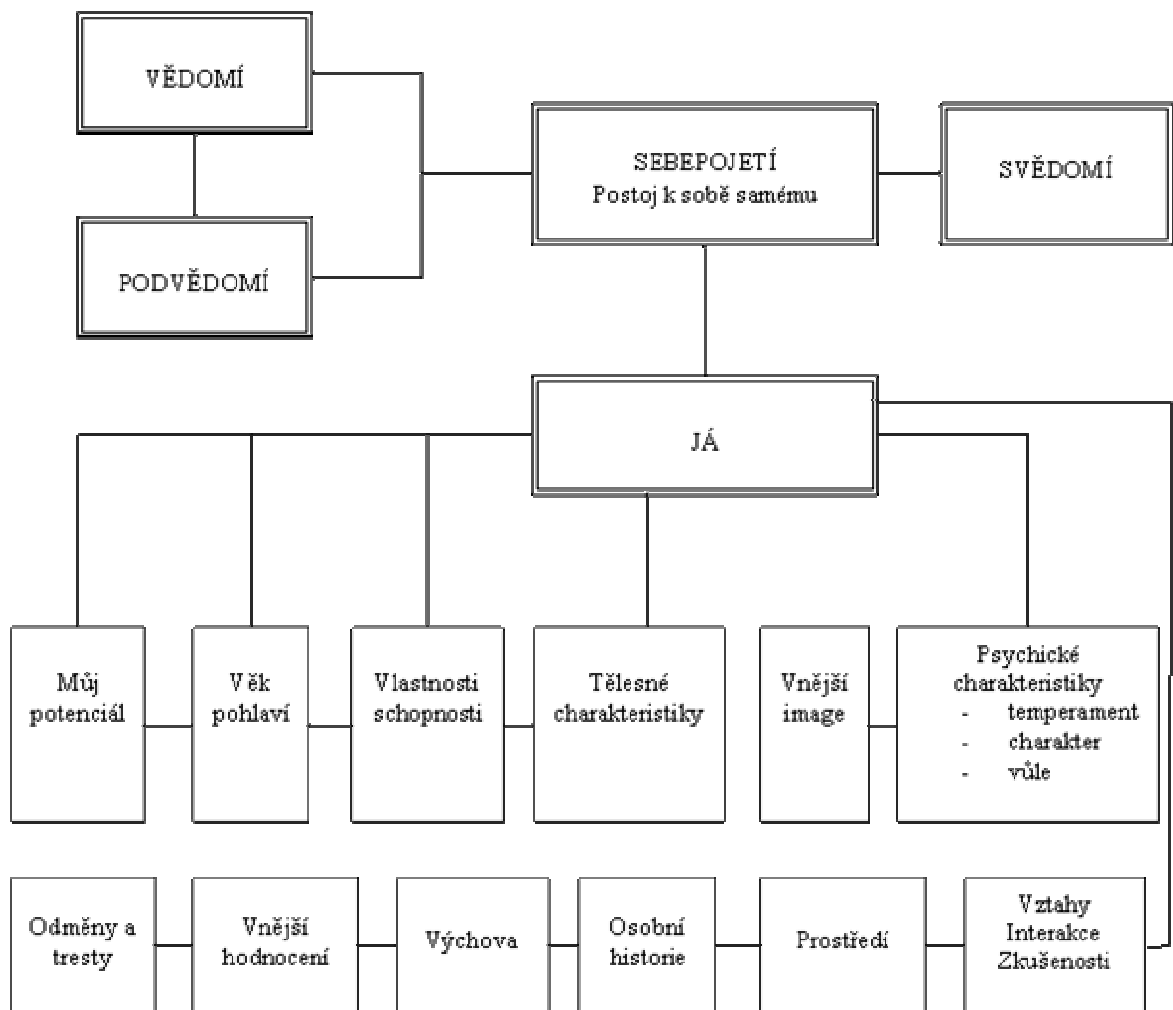 VĚDOMÍ
SEBEPOJETÍ
Postoj k sobě samému
SVĚDOMÍ
PODVĚDOMÍ
JÁ
Můj
potenciál
Věk
pohlaví
Vlastnosti
schopnosti
Tělesné
charakteristiky
Vnější
image
Psychické
charakteristiky
- temperament
- charakter
- vůle
Odměny a
tresty
Vnější
hodnocení
Výchova
Osobní
historie
Prostředí
Vztahy
Interakce
Zkušenosti